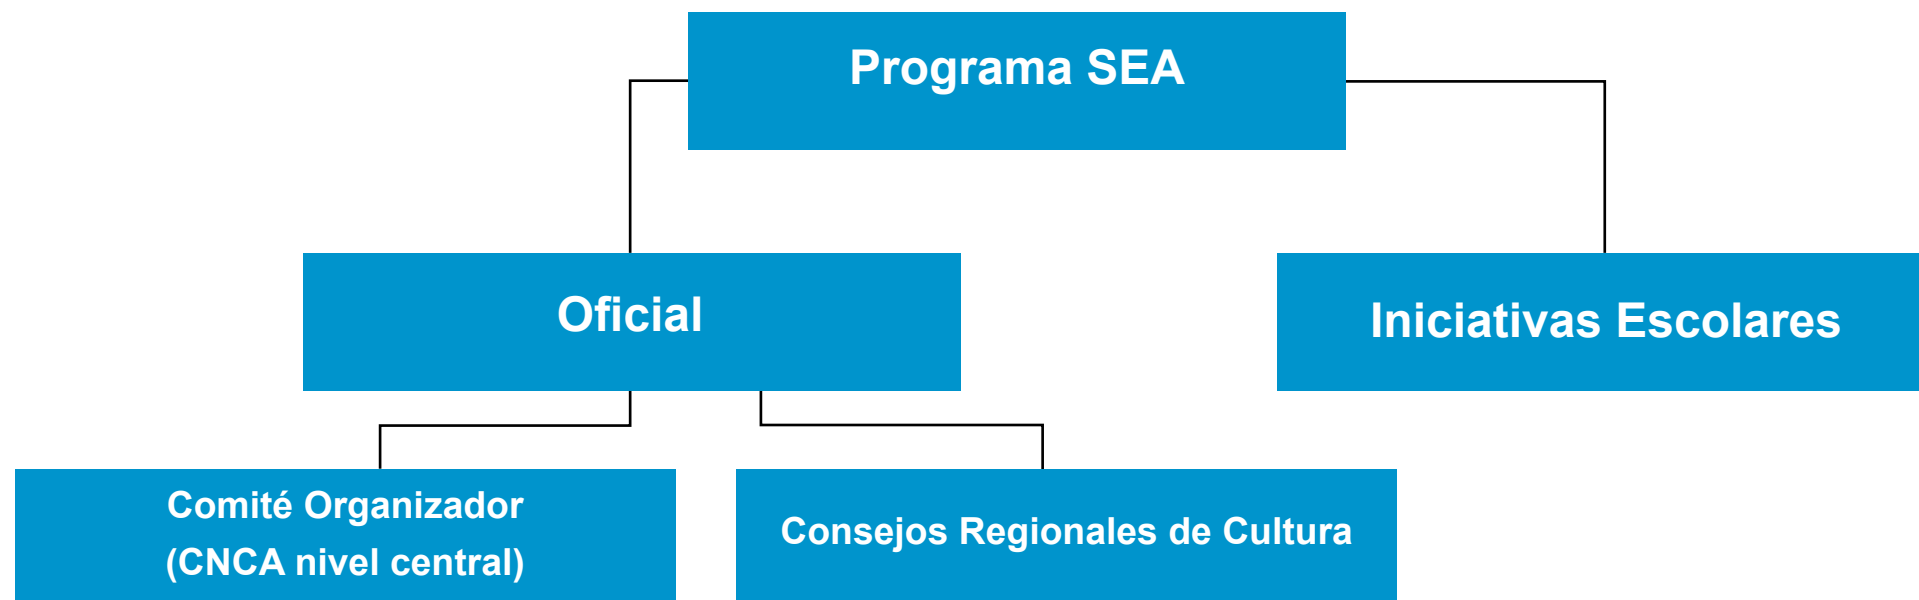 Programa SEA
Oficial
Iniciativas Escolares
Comité Organizador
(CNCA nivel central)
Consejos Regionales de Cultura